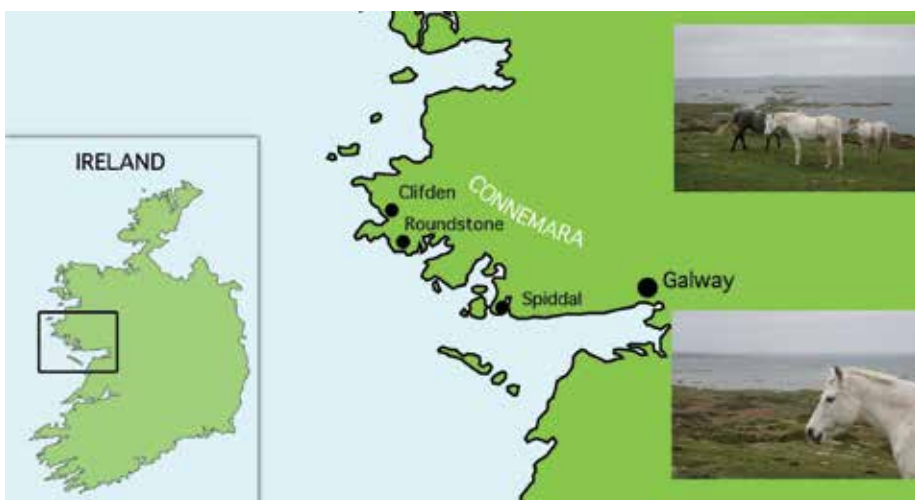 IRELAND
Clifden
Roundstone
CONNEMARA
Spiddal
Galway